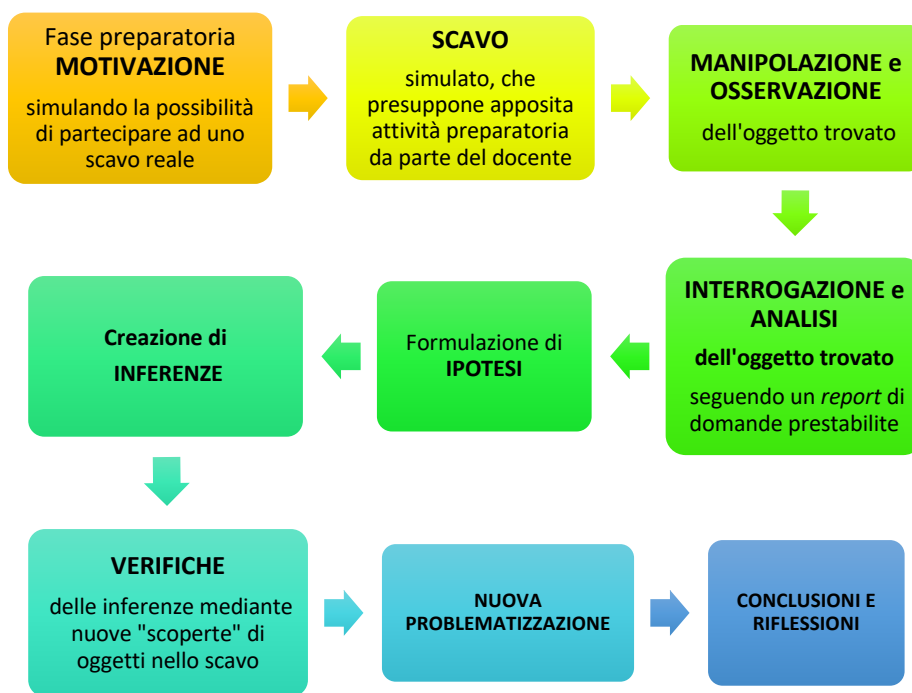 Fase preparatoria
MOTIVAZIONE
simulando la possibilità
di partecipare ad uno
scavo reale
SCAVO
simulato, che
presuppone apposita
attività preparatoria
da parte del docente
MANIPOLAZIONE e
OSSERVAZIONE
dell'oggetto trovato
INTERROGAZIONE e
ANALISI
dell'oggetto trovato
seguendo un report di
domande prestabilite
Formulazione di
IPOTESI
Creazione di
INFERENZE
VERIFICHE
delle inferenze mediante
nuove "scoperte" di
oggetti nello scavo
NUOVA
PROBLEMATIZZAZIONE
CONCLUSIONI E
RIFLESSIONI